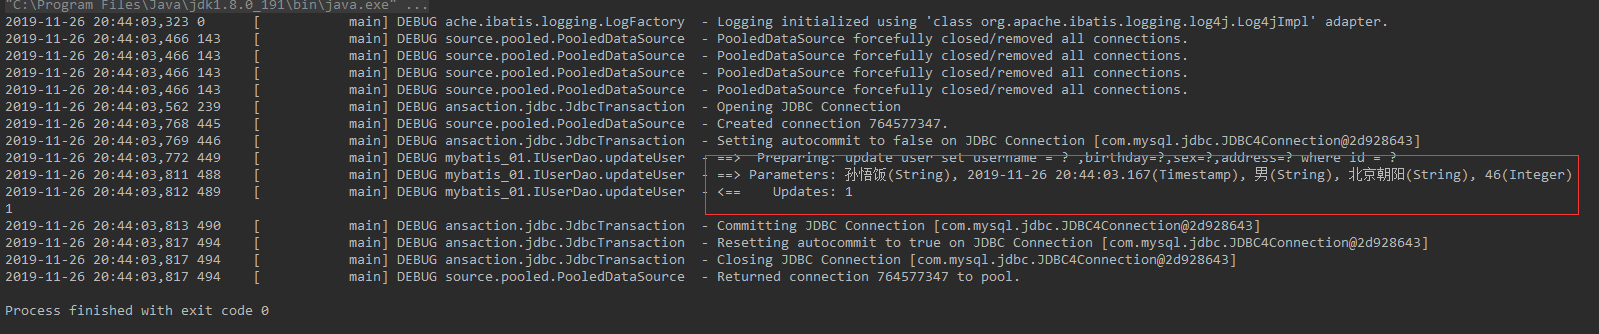 "C:\Program Files\Java\jdk1.8.0_191\bin\java.exe" ...
2019-11-26 20:44:03,323 0      [           main] DEBUG ache.ibatis.logging.LogFactory  - Logging initialized using 'class org.apache.ibatis.logging.log4j.Log4jImpl' adapter.
2019-11-26 20:44:03,466 143    [           main] DEBUG source.pooled.PooledDataSource  - PooledDataSource forcefully closed/removed all connections.
2019-11-26 20:44:03,466 143    [           main] DEBUG source.pooled.PooledDataSource  - PooledDataSource forcefully closed/removed all connections.
2019-11-26 20:44:03,466 143    [           main] DEBUG source.pooled.PooledDataSource  - PooledDataSource forcefully closed/removed all connections.
2019-11-26 20:44:03,466 143    [           main] DEBUG source.pooled.PooledDataSource  - PooledDataSource forcefully closed/removed all connections.
2019-11-26 20:44:03,562 239    [           main] DEBUG ansaction.jdbc.JdbcTransaction  - Opening JDBC Connection
2019-11-26 20:44:03,768 445    [           main] DEBUG source.pooled.PooledDataSource  - Created connection 764577347.
2019-11-26 20:44:03,769 446    [           main] DEBUG ansaction.jdbc.JdbcTransaction  - Setting autocommit to false on JDBC Connection [com.mysql.jdbc.JDBC4Connection@2d928643]
2019-11-26 20:44:03,772 449    [           main] DEBUG mybatis_01.IUserDao.updateUser  - ==>  Preparing: update user set username = ? ,birthday=?,sex=?,address=? where id = ?
2019-11-26 20:44:03,811 488    [           main] DEBUG mybatis_01.IUserDao.updateUser  - ==> Parameters: 孙悟饭(String), 2019-11-26 20:44:03.167(Timestamp), 男(String), 北京朝阳(String), 46(Integer)
2019-11-26 20:44:03,812 489    [           main] DEBUG mybatis_01.IUserDao.updateUser  - <==    Updates: 1
1
2019-11-26 20:44:03,813 490    [           main] DEBUG ansaction.jdbc.JdbcTransaction  - Committing JDBC Connection [com.mysql.jdbc.JDBC4Connection@2d928643]
2019-11-26 20:44:03,817 494    [           main] DEBUG ansaction.jdbc.JdbcTransaction  - Resetting autocommit to true on JDBC Connection [com.mysql.jdbc.JDBC4Connection@2d928643]
2019-11-26 20:44:03,817 494    [           main] DEBUG ansaction.jdbc.JdbcTransaction  - Closing JDBC Connection [com.mysql.jdbc.JDBC4Connection@2d928643]
2019-11-26 20:44:03,817 494    [           main] DEBUG source.pooled.PooledDataSource  - Returned connection 764577347 to pool.
Process finished with exit code 0